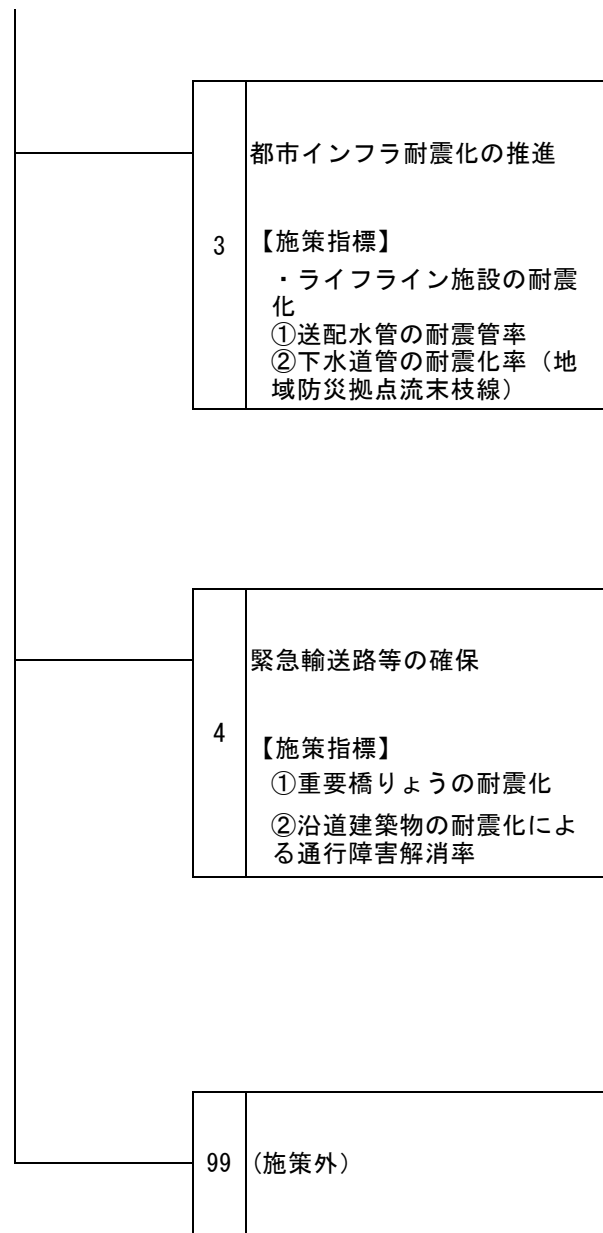 都市インフラ耐震化の推進
3
【施策指標】
・ライフライン施設の耐震
化
①送配水管の耐震管率
②下水道管の耐震化率（地
域防災拠点流末枝線）
緊急輸送路等の確保
4
【施策指標】
①重要橋りょうの耐震化
②沿道建築物の耐震化によ
る通行障害解消率
99
(施策外）